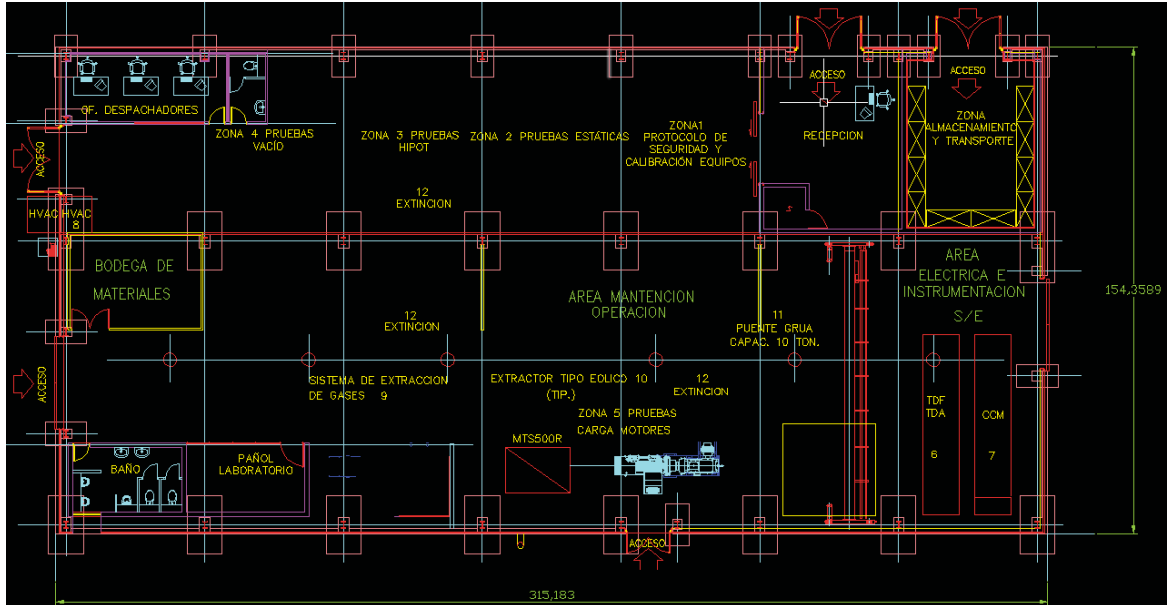 ACCESO
ACCESO
OF. DESPACHADORES
ZONA 4 PRUEBAS
VACÍO
ZONA 3 PRUEBAS
HIPOT
ZONA 2 PRUEBAS ESTÁTICAS
ZONA1
PROTOCOLO DE
SEGURIDAD Y
CALIBRACIÓN EQUIPOS
RECEPCION
ZONA
ALMACENAMIENTO
Y TRANSPORTE
ACCESO
12
EXTINCION
HVAC
HVAC
8
BODEGA DE
MATERIALES
AREA MANTENCION
OPERACION
AREA
ELECTRICA E
INSTRUMENTACION
S/E
154,3589
12
EXTINCION
11
PUENTE GRUA
CAPAC. 10 TON.
ACCESO
SISTEMA DE EXTRACCION
DE GASES 9
EXTRACTOR TIPO EOLICO 10
(TIP.)
12
EXTINCION
ZONA 5 PRUEBAS
CARGA MOTORES
TDF
TDA
6
CCM
7
MTS500R
BAÑO
PAÑOL
LABORATORIO
ACCESO
315,183